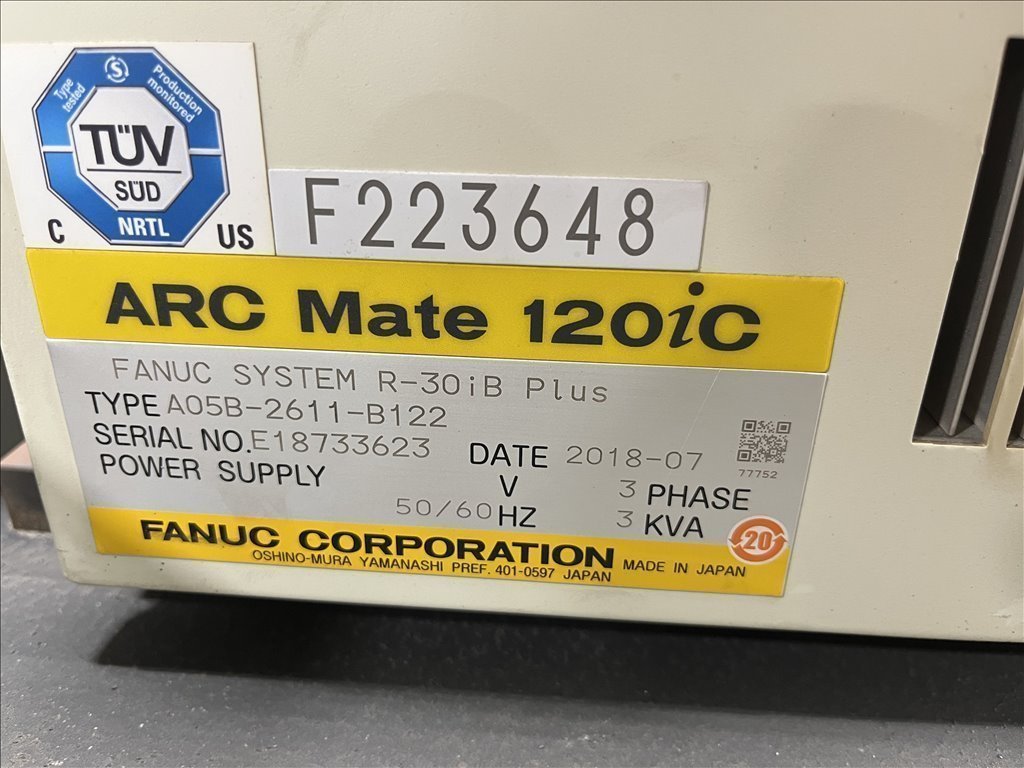 Type tested
Production monitored
TÜV
SÜD
NRTL
C
US
F223648
ARC Mate 120iC
FANUC SYSTEM R-30iB Plus
TYPE A05B-2611-B122
SERIAL NO. E18733623 DATE 2018-07
77752
POWER SUPPLY V 3 PHASE
50/60 HZ 3 KVA
20
FANUC CORPORATION
OSHINO-MURA YAMANASHI PREF. 401-0597 JAPAN
MADE IN JAPAN